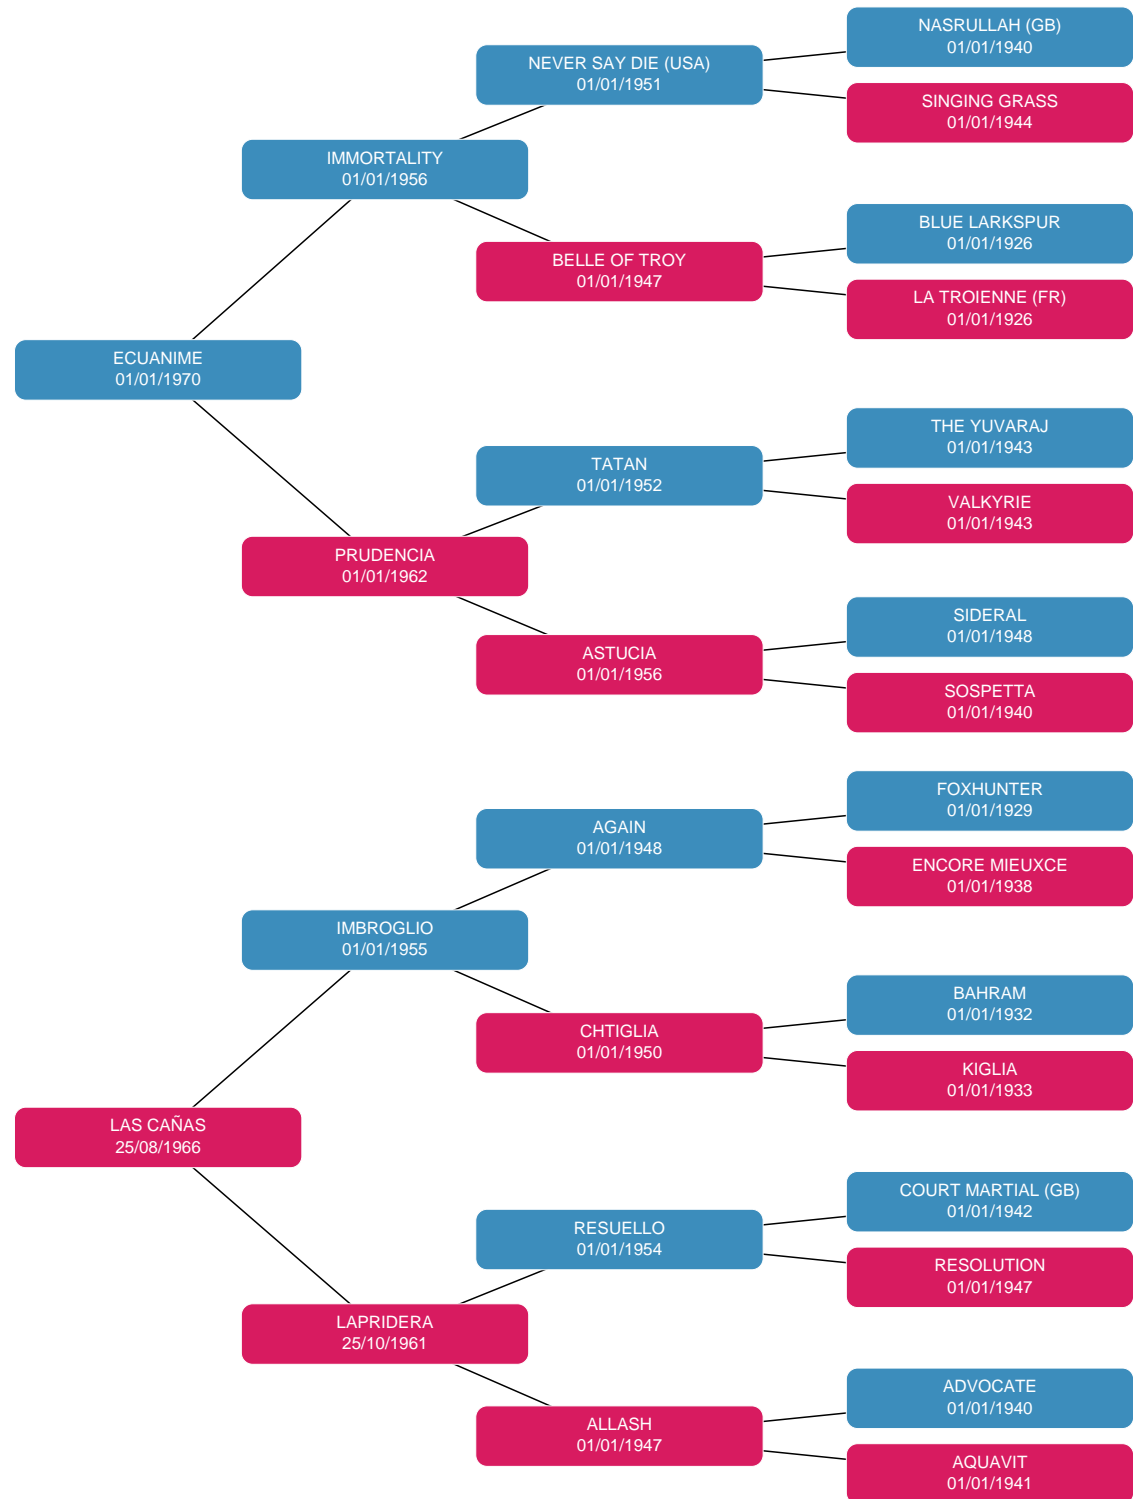 NASRULLAH (GB)
01/01/1940
NEVER SAY DIE (USA)
01/01/1951
SINGING GRASS
01/01/1944
IMMORTALITY
01/01/1956
BLUE LARKSPUR
01/01/1926
BELLE OF TROY
01/01/1947
LA TROIENNE (FR)
01/01/1926
ECUANIME
01/01/1970
THE YUVARAJ
01/01/1943
TATAN
01/01/1952
VALKYRIE
01/01/1943
PRUDENCIA
01/01/1962
SIDERAL
01/01/1948
ASTUCIA
01/01/1956
SOSPETTA
01/01/1940
FOXHUNTER
01/01/1929
AGAIN
01/01/1948
ENCORE MIEUXCE
01/01/1938
IMBROGLIO
01/01/1955
BAHRAM
01/01/1932
CHTIGLIA
01/01/1950
KIGLIA
01/01/1933
LAS CAÑAS
25/08/1966
COURT MARTIAL (GB)
01/01/1942
RESUELLO
01/01/1954
RESOLUTION
01/01/1947
LAPRIDERA
25/10/1961
ADVOCATE
01/01/1940
ALLASH
01/01/1947
AQUAVIT
01/01/1941